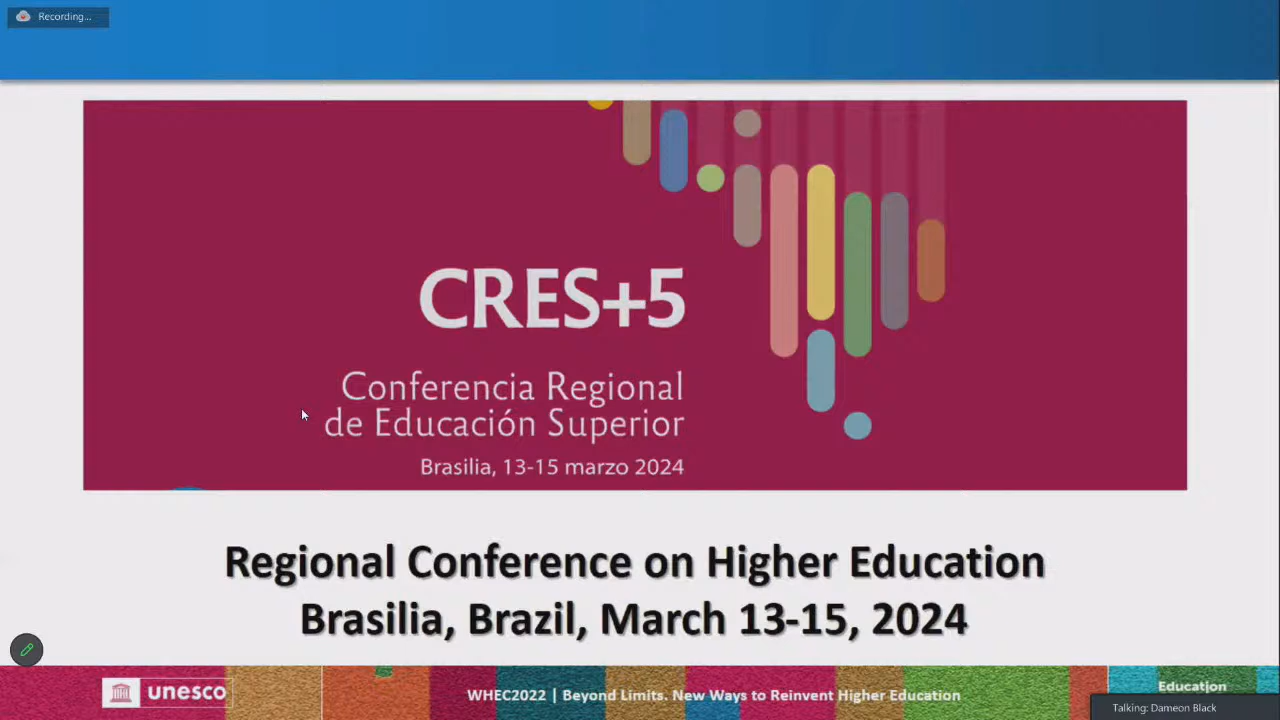 Recording...
CRES+5
Conferencia Regional
de Educación Superior
Brasilia, 13-15 marzo 2024
Regional Conference on Higher Education
Brasilia, Brazil, March 13-15, 2024
unesco
WHEC2022 | Beyond Limits. New Ways to Reinvent Higher Education
Education
Talking: Dameon Black